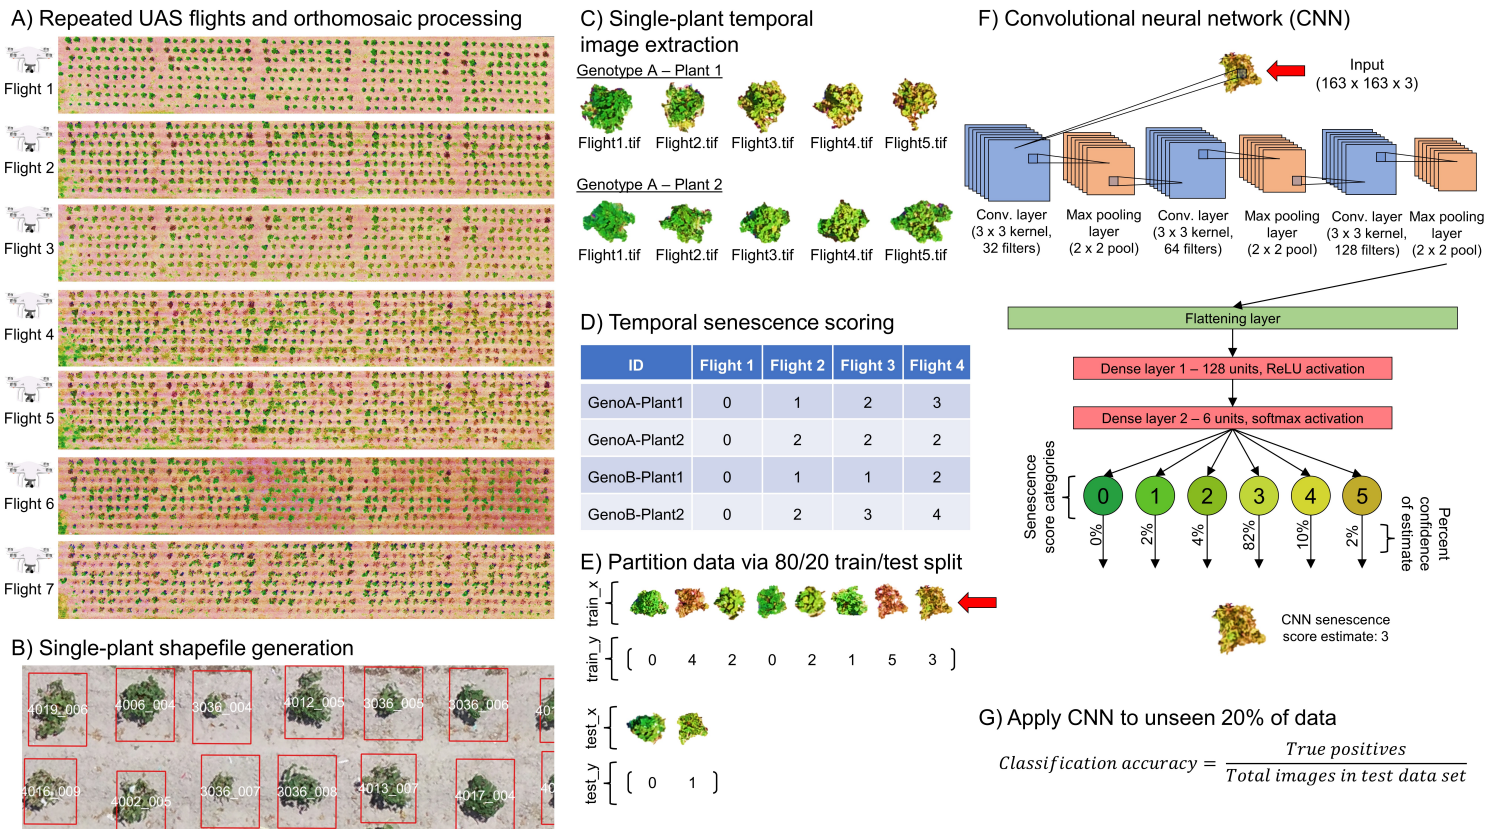 A) Repeated UAS flights and orthomosaic processing
Flight 1
Flight 2
Flight 3
Flight 4
Flight 5
Flight 6
Flight 7
B) Single-plant shapefile generation
4019_006
4006_004
3036_004
4012_005
3036_005
3036_006
4016_009
4002_005
3036_007
3036_008
4013_007
4017_004
C) Single-plant temporal
image extraction
Genotype A – Plant 1
Flight1.tif Flight2.tif Flight3.tif Flight4.tif Flight5.tif
Genotype A – Plant 2
Flight1.tif Flight2.tif Flight3.tif Flight4.tif Flight5.tif
D) Temporal senescence scoring
ID Flight 1 Flight 2 Flight 3 Flight 4
GenoA-Plant1 0 1 2 3
GenoA-Plant2 0 2 2 2
GenoB-Plant1 0 1 1 2
GenoB-Plant2 0 2 3 4
E) Partition data via 80/20 train/test split
train_x
train_y
0 4 2 0 2 1 5 3
test_x
test_y
0 1
F) Convolutional neural network (CNN)
Input
(163 x 163 x 3)
Conv. layer
(3 x 3 kernel,
32 filters)
Max pooling
layer
(2 x 2 pool)
Conv. layer
(3 x 3 kernel,
64 filters)
Max pooling
layer
(2 x 2 pool)
Conv. layer
(3 x 3 kernel,
128 filters)
Max pooling
layer
(2 x 2 pool)
Flattening layer
Dense layer 1 – 128 units, ReLU activation
Dense layer 2 – 6 units, softmax activation
Senescence
score categories
0 1 2 3 4 5
0% 2% 4% 82% 10% 2%
Percent
confidence
of estimate
CNN senescence
score estimate: 3
G) Apply CNN to unseen 20% of data
Classification accuracy = True positives
Total images in test data set